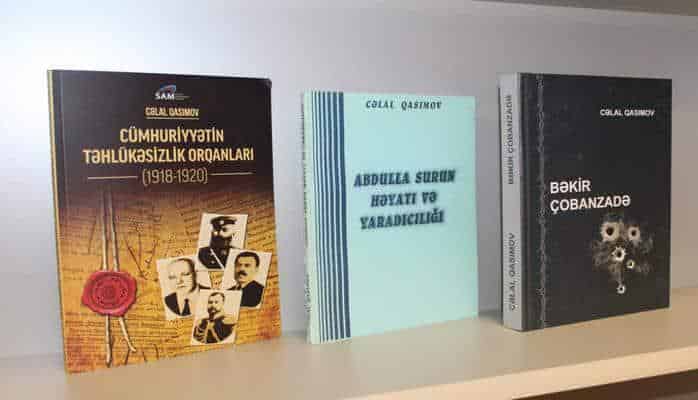 SAM
CƏLAL QASIMOV
CÜMHURİYYƏTİN
TƏHLÜKƏSİZLİK ORQANLARI
(1918-1920)
CƏLAL QASIMOV
ABDULLA SURUN
HƏYATI VƏ
YARADICILIĞI
CƏLAL QASIMOV
BƏKİR ÇOBANZADƏ
CƏLAL QASIMOV
BƏKİR
ÇOBANZADƏ